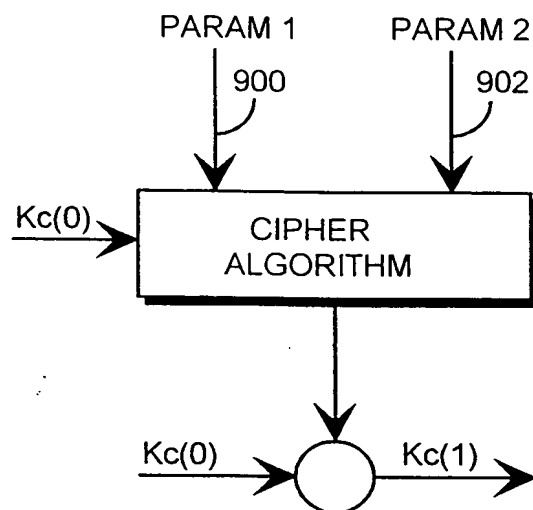 PARAM 1 PARAM 2
900 902
Kc(0)
CIPHER
ALGORITHM
Kc(0) Kc(1)